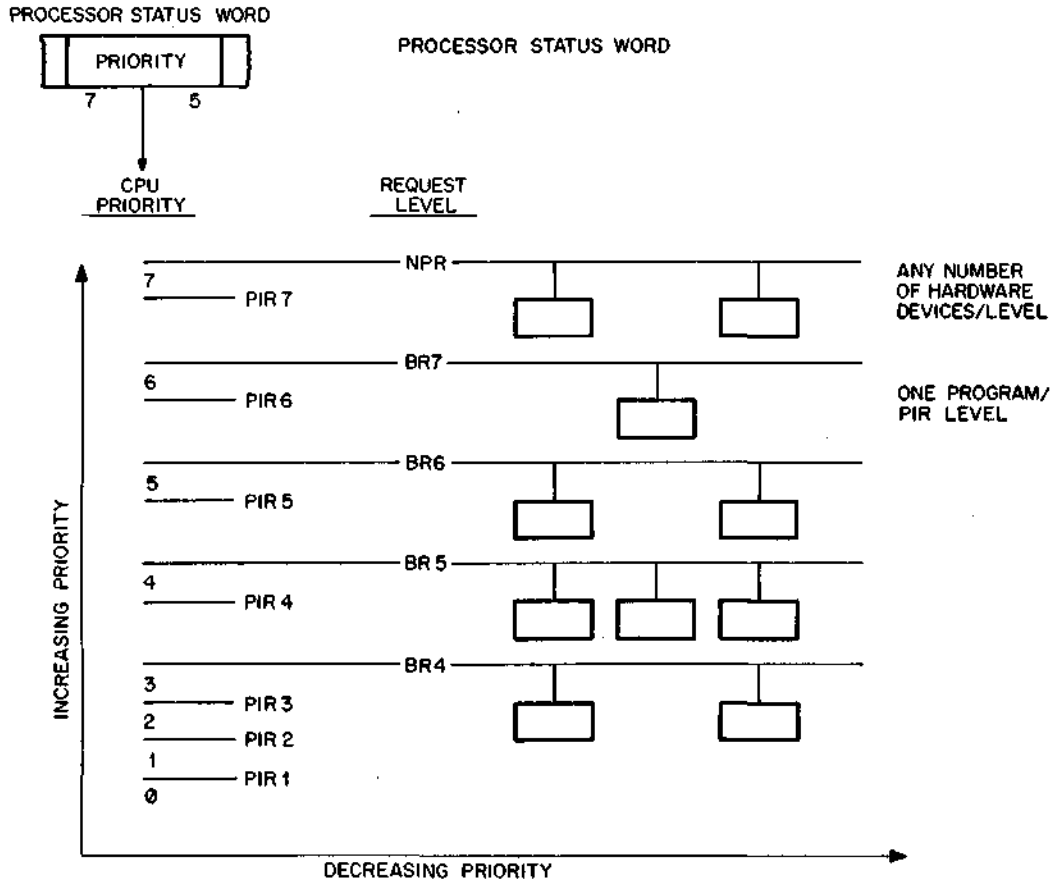 PROCESSOR STATUS WORD
PRIORITY
7 5
PROCESSOR STATUS WORD
CPU
PRIORITY
REQUEST
LEVEL
NPR
7
PIR 7
ANY NUMBER
OF HARDWARE
DEVICES/LEVEL
BR7
6
PIR 6
ONE PROGRAM/
PIR LEVEL
BR6
5
PIR 5
BR 5
4
PIR 4
BR4
3
PIR 3
2
PIR 2
1
PIR 1
0
INCREASING PRIORITY
DECREASING PRIORITY